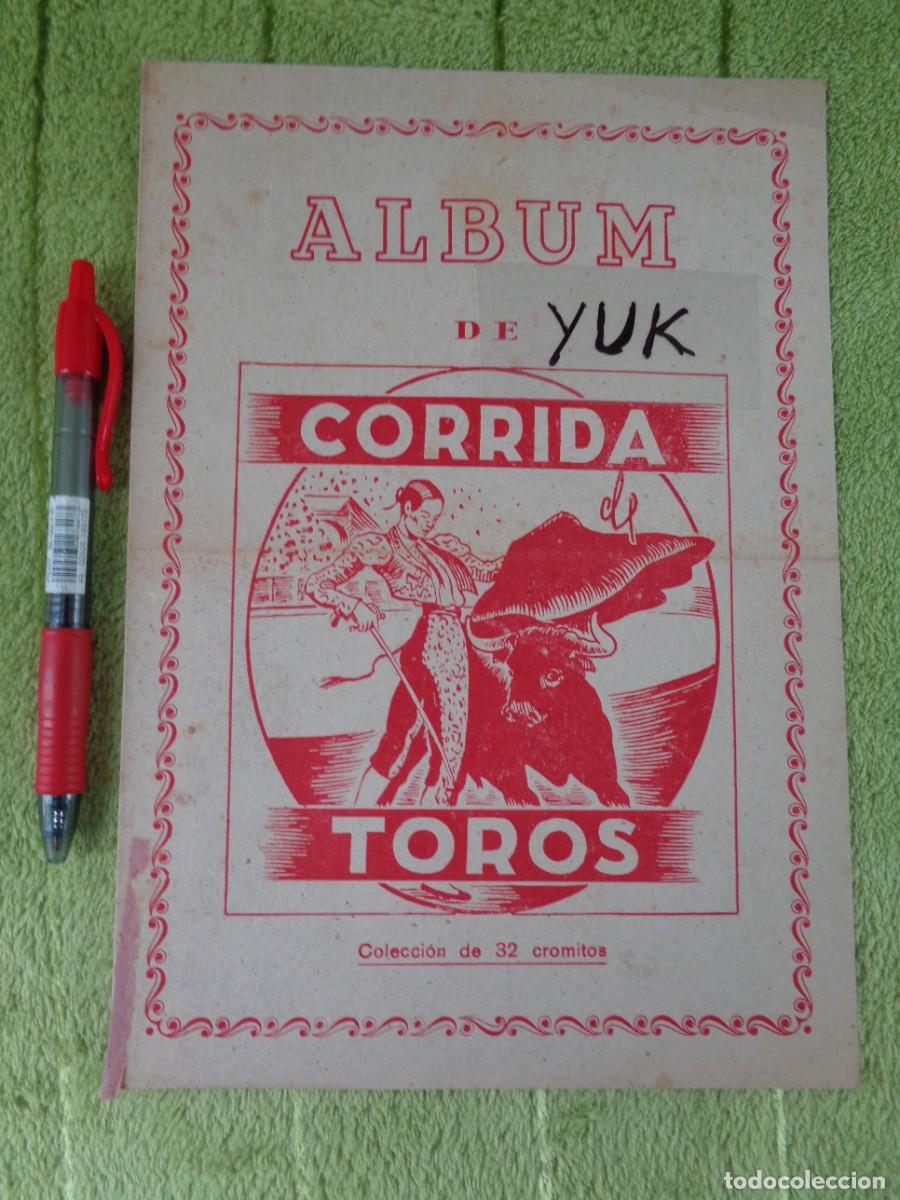 ALBUM
DE YUK
CORRIDA
de
TOROS
Colección de 32 cromitos
todocoleccion